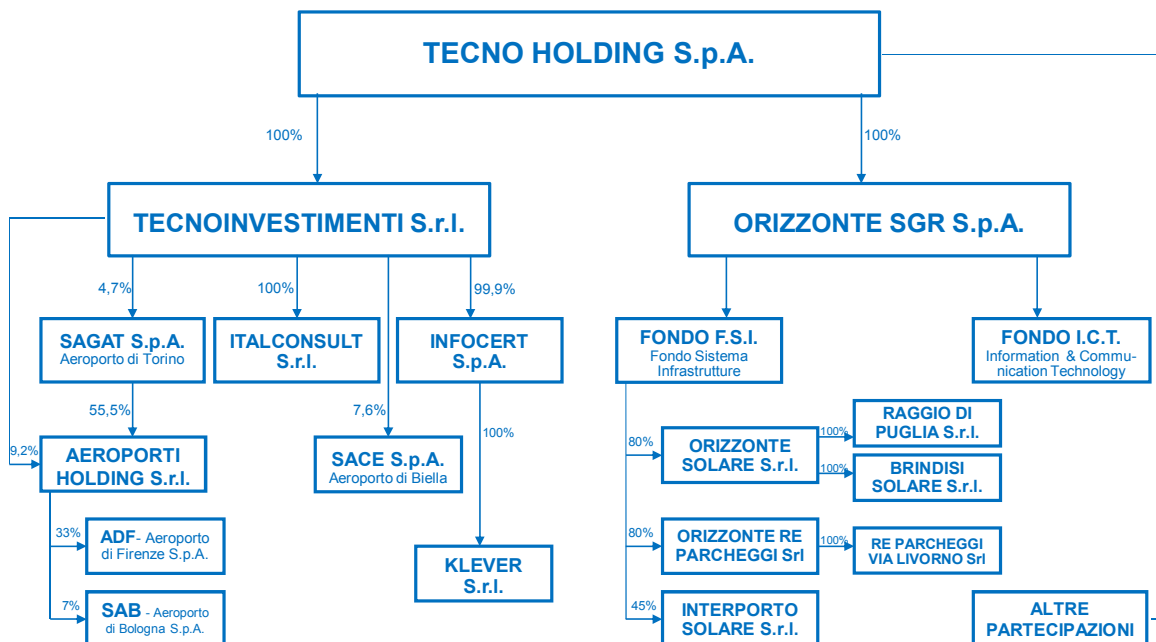 TECNO HOLDING S.p.A.
100%
100%
TECNOINVESTIMENTI S.r.l.
ORIZZONTE SGR S.p.A.
4,7%
100%
99,9%
SAGAT S.p.A.
Aeroporto di Torino
ITALCONSULT
S.r.l.
INFOCERT
S.p.A.
FONDO F.S.I.
Fondo Sistema
Infrastrutture
FONDO I.C.T.
Information & Commu-
nication Technology
55,5%
7,6%
100%
9,2%
AEROPORTI
HOLDING S.r.l.
SACE S.p.A.
Aeroporto di Biella
80%
ORIZZONTE
SOLARE S.r.l.
100%
RAGGIO DI
PUGLIA S.r.l.
100%
BRINDISI
SOLARE S.r.l.
33%
ADF- Aeroporto
di Firenze S.p.A.
KLEVER
S.r.l.
80%
ORIZZONTE RE
PARCHEGGI Srl
100%
RE PARCHEGGI
VIA LIVORNO Srl
7%
SAB - Aeroporto
di Bologna S.p.A.
45%
INTERPORTO
SOLARE S.r.l.
ALTRE
PARTECIPAZIONI